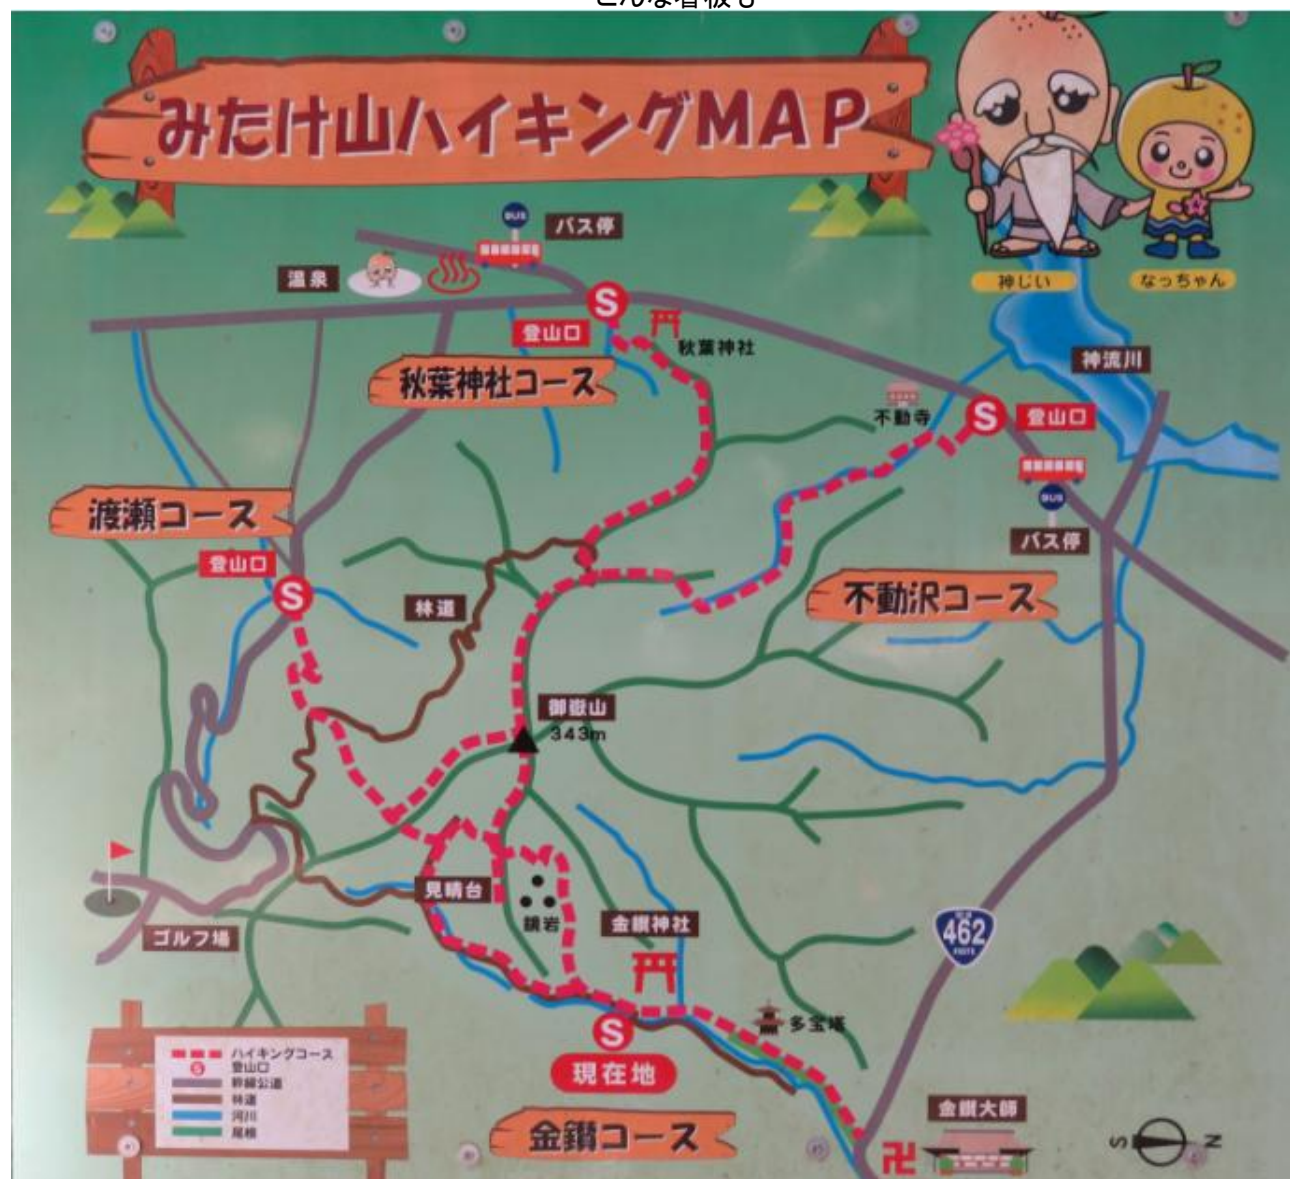 こんな看板も
みたけ山ハイキングMAP
BUS
バス停
温泉
神じい
なっちゃん
S
登山口
秋葉神社
神流川
秋葉神社コース
不動寺
S
登山口
渡瀬コース
BUS
バス停
登山口
S
林道
不動沢コース
御嶽山
343m
見晴台
鏡岩
金鑚神社
462
ゴルフ場
多宝塔
S
現在地
ハイキングコース
S 登山口
幹線公道
林道
河川
尾根
金鑚コース
金鑚大師
卍
S N